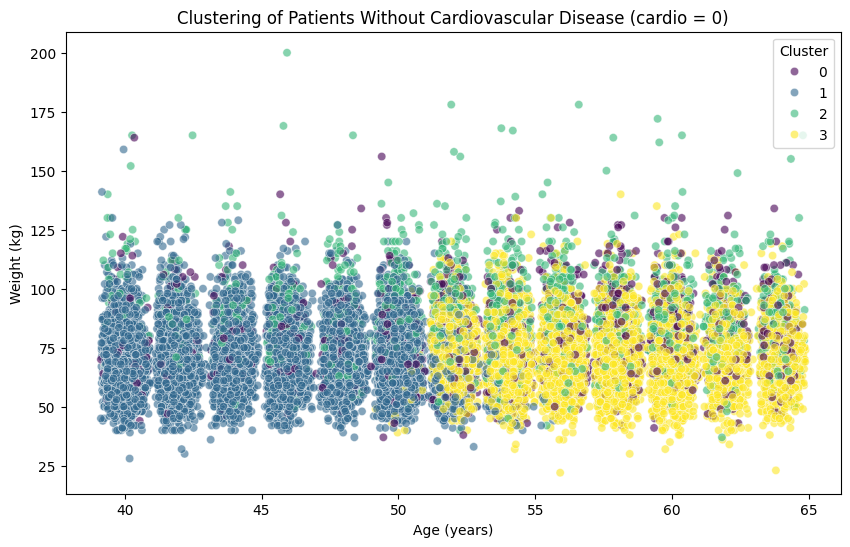 Clustering of Patients Without Cardiovascular Disease (cardio = 0)
Weight (kg)
200
175
150
125
100
75
50
25
Cluster
0
1
2
3
40 45 50 55 60 65
Age (years)